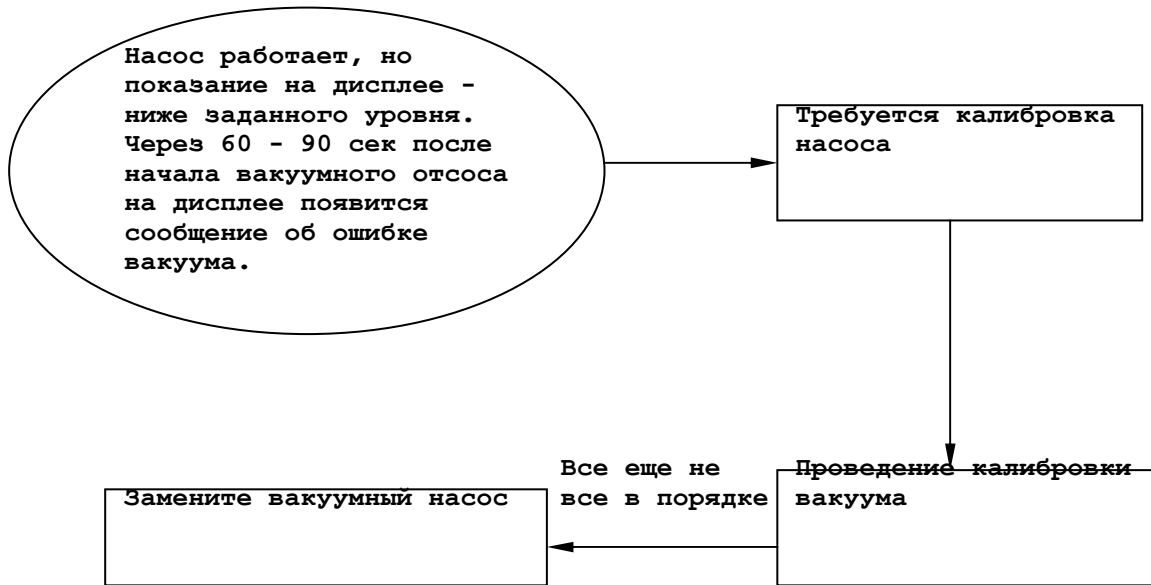 Насос работает, но
показание на дисплее -
ниже заданного уровня.
Через 60 - 90 сек после
начала вакуумного отсоса
на дисплее появится
сообщение об ошибке
вакуума.
Требуется калибровка
насоса
Проведение калибровки
вакуума
Все еще не
все в порядке
Замените вакуумный насос